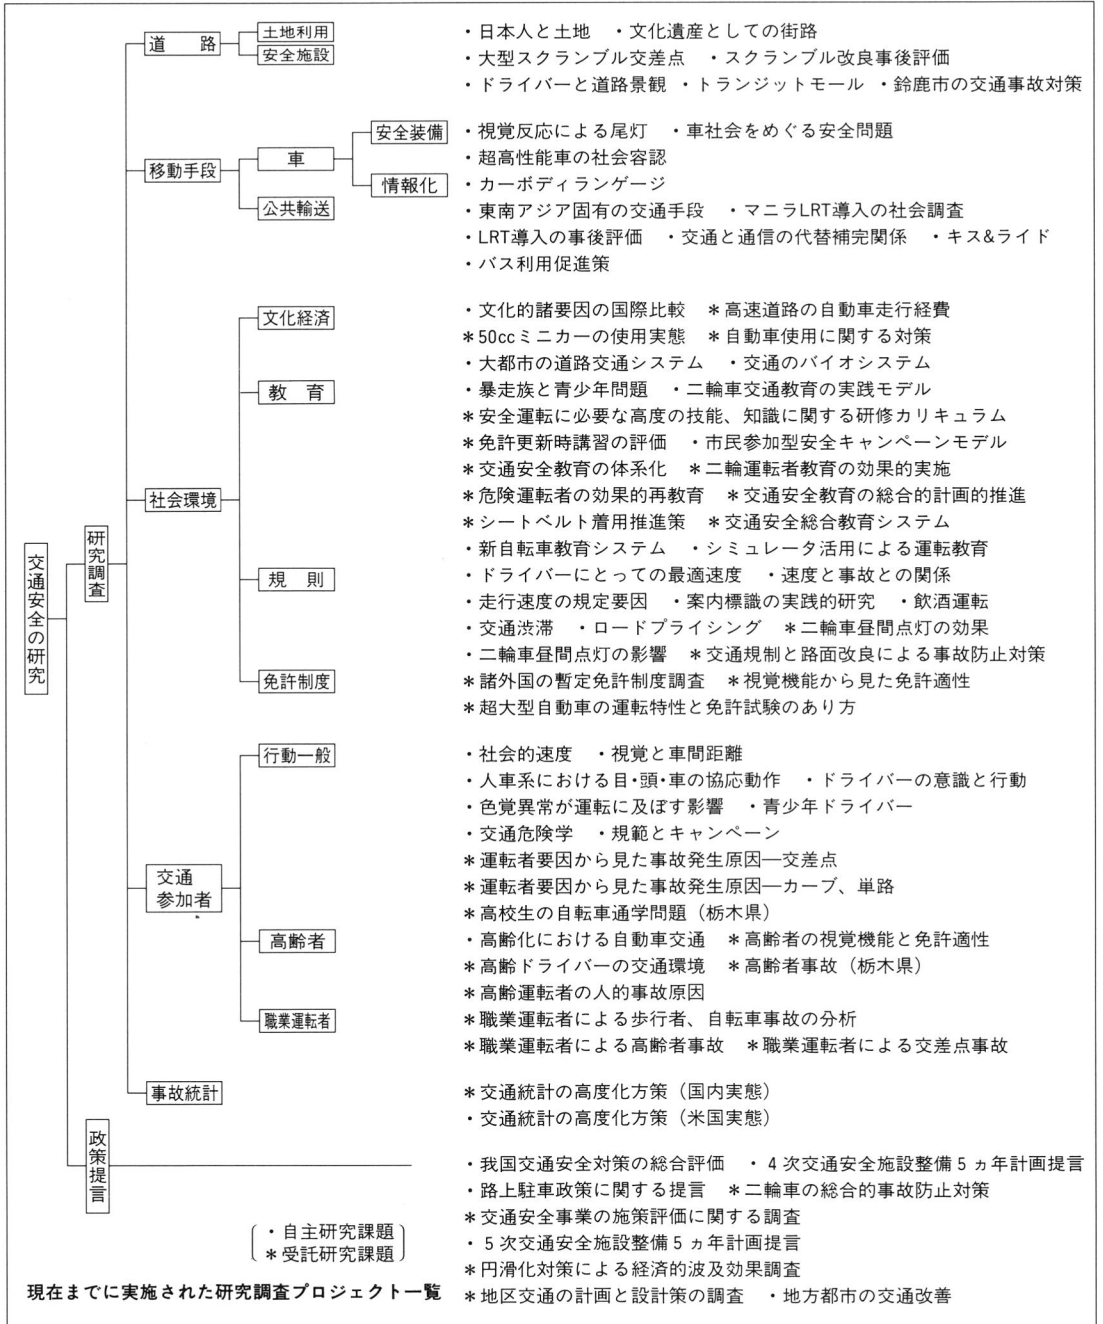 交通安全の研究
研究調査
政策提言
道　路
土地利用
安全施設
・日本人と土地　・文化遺産としての街路
・大型スクランブル交差点　・スクランブル改良事後評価
・ドライバーと道路景観　・トランジットモール　・鈴鹿市の交通事故対策
移動手段
車
安全装備
情報化
公共輸送
・視覚反応による尾灯　・車社会をめぐる安全問題
・超高性能車の社会容認
・カーボディランゲージ
・東南アジア固有の交通手段　・マニラLRT導入の社会調査
・LRT導入の事後評価　・交通と通信の代替補完関係　・キス&ライド
・バス利用促進策
社会環境
文化経済
教　育
規　則
免許制度
・文化的諸要因の国際比較　＊高速道路の自動車走行経費
＊50ccミニカーの使用実態　＊自動車使用に関する対策
・大都市の道路交通システム　・交通のバイオシステム
・暴走族と青少年問題　・二輪車交通教育の実践モデル
＊安全運転に必要な高度の技能、知識に関する研修カリキュラム
＊免許更新時講習の評価　・市民参加型安全キャンペーンモデル
＊交通安全教育の体系化　＊二輪運転者教育の効果的実施
＊危険運転者の効果的再教育　＊交通安全教育の総合的計画的推進
＊シートベルト着用推進策　＊交通安全総合教育システム
・新自転車教育システム　・シミュレータ活用による運転教育
・ドライバーにとっての最適速度　・速度と事故との関係
・走行速度の規定要因　・案内標識の実践的研究　・飲酒運転
・交通渋滞　・ロードプライシング　＊二輪車昼間点灯の効果
・二輪車昼間点灯の影響　＊交通規制と路面改良による事故防止対策
＊諸外国の暫定免許制度調査　＊視覚機能から見た免許適性
＊超大型自動車の運転特性と免許試験のあり方
交通
参加者
行動一般
高齢者
職業運転者
・社会的速度　・視覚と車間距離
・人車系における目・頭・車の協応動作　・ドライバーの意識と行動
・色覚異常が運転に及ぼす影響　・青少年ドライバー
・交通危険学　・規範とキャンペーン
＊運転者要因から見た事故発生原因―交差点
＊運転者要因から見た事故発生原因―カーブ、単路
＊高校生の自転車通学問題（栃木県）
・高齢化における自動車交通　＊高齢者の視覚機能と免許適性
＊高齢ドライバーの交通環境　＊高齢者事故（栃木県）
＊高齢運転者の人的事故原因
＊職業運転者による歩行者、自転車事故の分析
＊職業運転者による高齢者事故　＊職業運転者による交差点事故
事故統計
＊交通統計の高度化方策（国内実態）
・交通統計の高度化方策（米国実態）
・我国交通安全対策の総合評価　・4次交通安全施設整備5ヵ年計画提言
・路上駐車政策に関する提言　＊二輪車の総合的事故防止対策
＊交通安全事業の施策評価に関する調査
・5次交通安全施設整備5ヵ年計画提言
＊円滑化対策による経済的波及効果調査
＊地区交通の計画と設計策の調査　・地方都市の交通改善
・自主研究課題
＊受託研究課題
現在までに実施された研究調査プロジェクト一覧